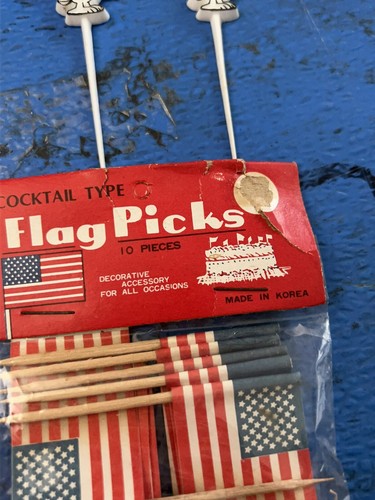 COCKTAIL TYPE
Flag Picks
10 PIECES
DECORATIVE
ACCESSORY
FOR ALL OCCASIONS
MADE IN KOREA